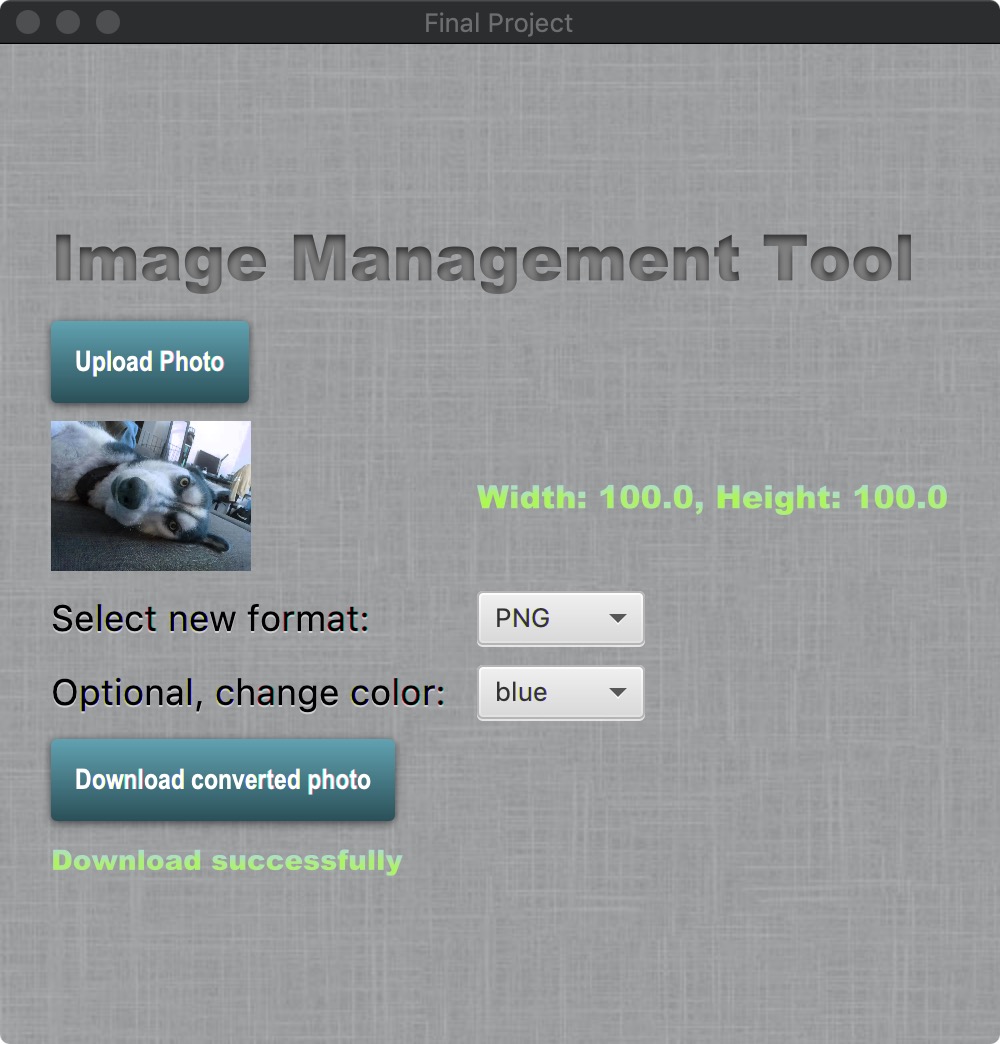 Final Project
Image Management Tool
Upload Photo
Width: 100.0, Height: 100.0
Select new format: PNG
Optional, change color: blue
Download converted photo
Download successfully